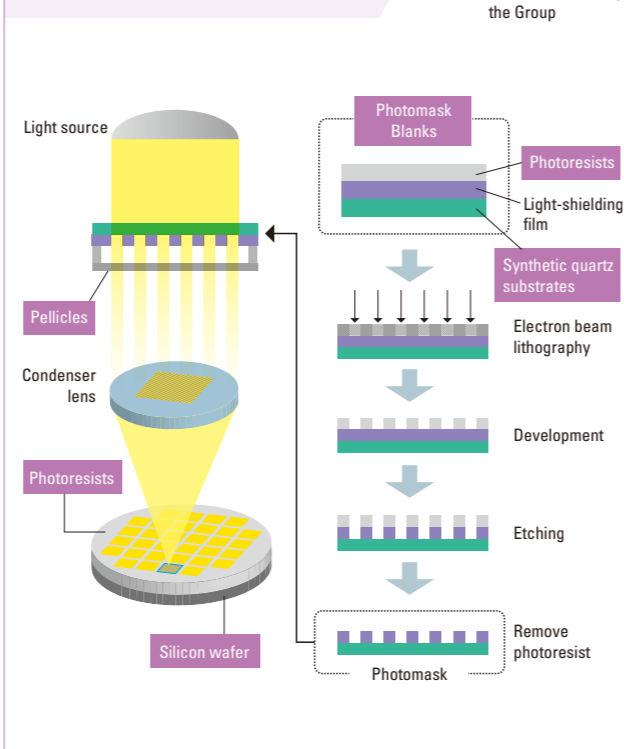 the Group
Light source
Pellicles
Condenser
lens
Photoresists
Silicon wafer
Photomask
Blanks
Photoresists
Light-shielding
film
Synthetic quartz
substrates
Electron beam
lithography
Development
Etching
Remove
photoresist
Photomask